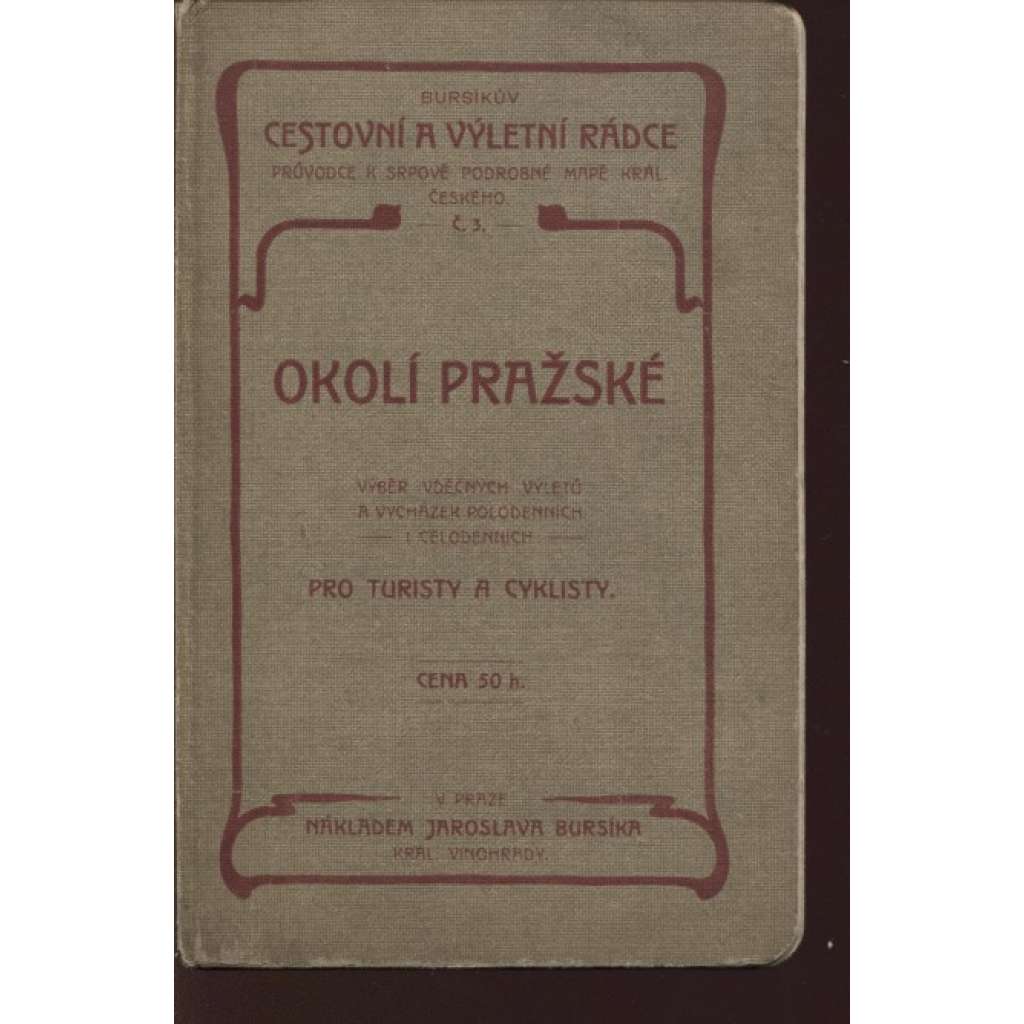 BURSÍKŮV
CESTOVNÍ A VÝLETNÍ RÁDCE
PRŮVODCE K SRPOVĚ PODROBNÉ MAPĚ KRÁL.
ČESKÉHO.
Č. 3.
OKOLÍ PRAŽSKÉ
VÝBĚR VDĚČNÝCH VÝLETŮ
A VYCHÁZEK POLODENNÍCH
I CELODENNÍCH
PRO TURISTY A CYKLISTY.
CENA 50 h.
V PRAZE
NÁKLADEM JAROSLAVA BURSÍKA
KRÁL. VINOHRADY.